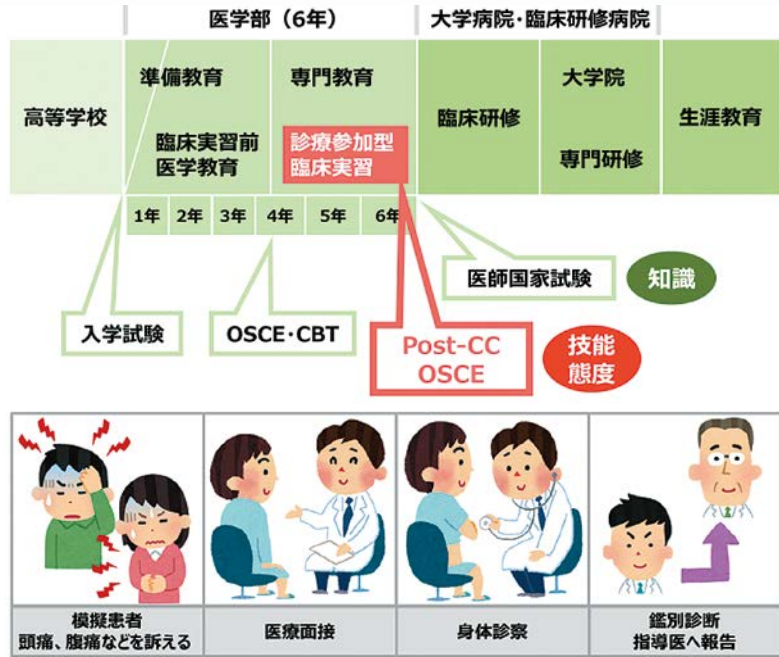 医学部（6年）
大学病院・臨床研修病院
高等学校
準備教育
臨床実習前
医学教育
専門教育
診療参加型
臨床実習
臨床研修
大学院
専門研修
生涯教育
1年
2年
3年
4年
5年
6年
入学試験
OSCE・CBT
Post-CC
OSCE
医師国家試験
知識
技能
態度
模擬患者
頭痛、腹痛などを訴える
医療面接
身体診察
鑑別診断
指導医へ報告